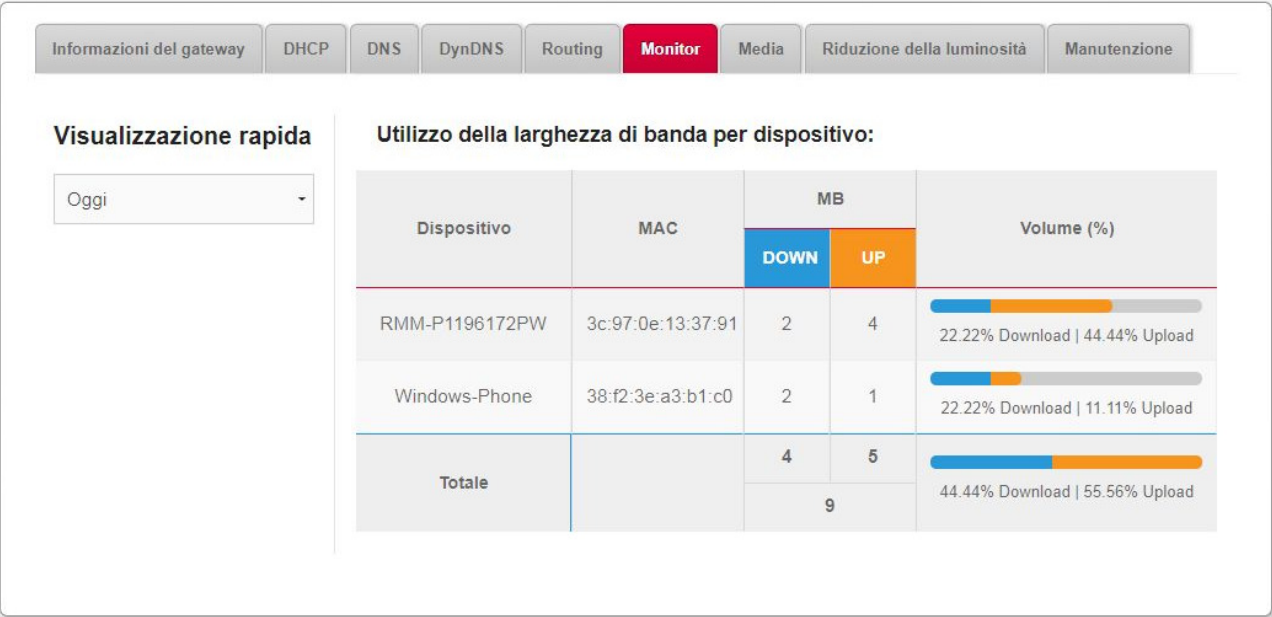 Informazioni del gateway DHCP DNS DynDNS Routing Monitor Media Riduzione della luminosità Manutenzione
Visualizzazione rapida
Oggi
Utilizzo della larghezza di banda per dispositivo:
Dispositivo MAC MB Volume (%)
DOWN UP
RMM-P1196172PW 3c:97:0e:13:37:91 2 4
22.22% Download | 44.44% Upload
Windows-Phone 38:f2:3e:a3:b1:c0 2 1
22.22% Download | 11.11% Upload
Totale 4 5
44.44% Download | 55.56% Upload
9